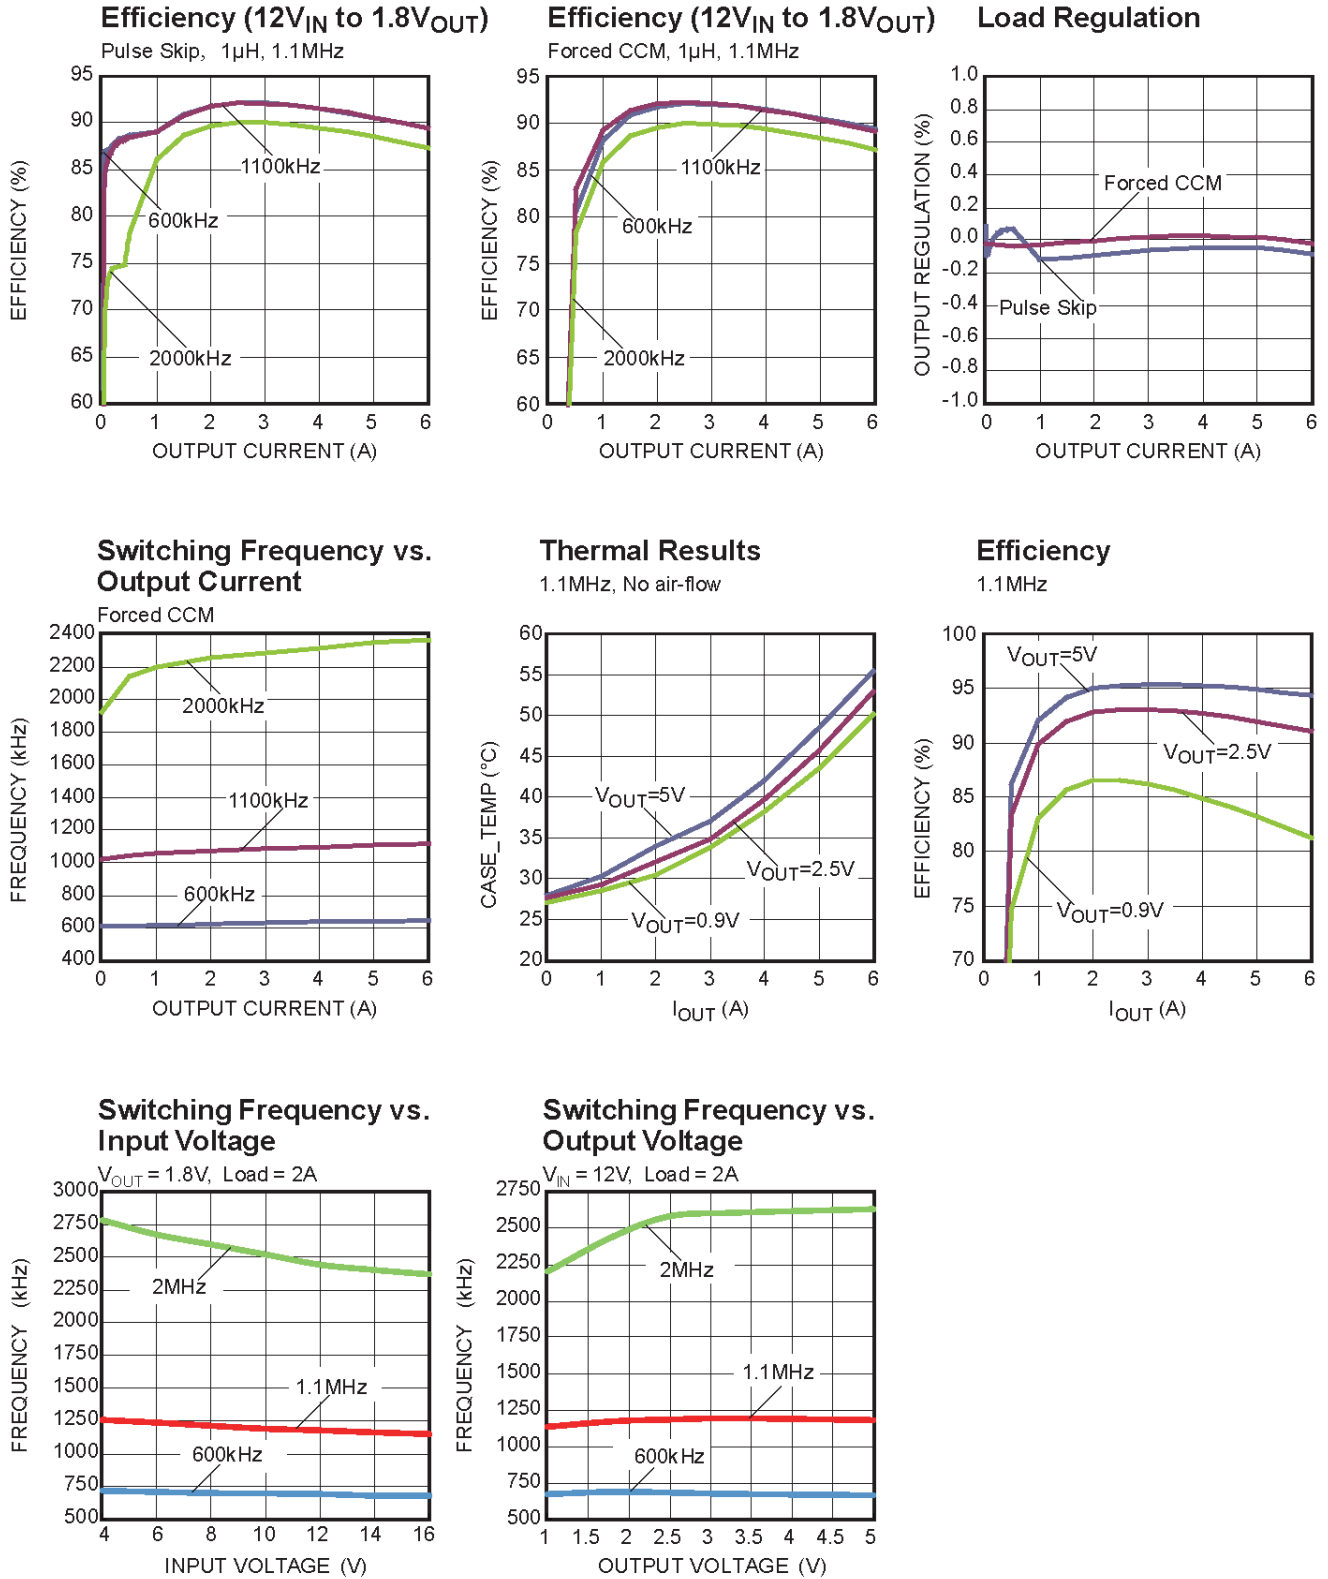 Efficiency (12VIN to 1.8VOUT)
Pulse Skip, 1µH, 1.1MHz
EFFICIENCY (%)
95
90
85
80
75
70
65
60
1100kHz
600kHz
2000kHz
0 1 2 3 4 5 6
OUTPUT CURRENT (A)
Efficiency (12VIN to 1.8VOUT)
Forced CCM, 1µH, 1.1MHz
EFFICIENCY (%)
95
90
85
80
75
70
65
60
1100kHz
600kHz
2000kHz
0 1 2 3 4 5 6
OUTPUT CURRENT (A)
Load Regulation
OUTPUT REGULATION (%)
1.0
0.8
0.6
0.4
0.2
0.0
-0.2
-0.4
-0.6
-0.8
-1.0
Forced CCM
Pulse Skip
0 1 2 3 4 5 6
OUTPUT CURRENT (A)
Switching Frequency vs.
Output Current
Forced CCM
FREQUENCY (kHz)
2400
2200
2000
1800
1600
1400
1200
1000
800
600
400
2000kHz
1100kHz
600kHz
0 1 2 3 4 5 6
OUTPUT CURRENT (A)
Thermal Results
1.1MHz, No air-flow
CASE_TEMP (°C)
60
55
50
45
40
35
30
25
20
VOUT=5V
VOUT=2.5V
VOUT=0.9V
0 1 2 3 4 5 6
IOUT (A)
Efficiency
1.1MHz
EFFICIENCY (%)
100
95
90
85
80
75
70
VOUT=5V
VOUT=2.5V
VOUT=0.9V
0 1 2 3 4 5 6
IOUT (A)
Switching Frequency vs.
Input Voltage
VOUT = 1.8V, Load = 2A
FREQUENCY (kHz)
3000
2750
2500
2250
2000
1750
1500
1250
1000
750
500
2MHz
1.1MHz
600kHz
4 6 8 10 12 14 16
INPUT VOLTAGE (V)
Switching Frequency vs.
Output Voltage
VIN = 12V, Load = 2A
FREQUENCY (kHz)
2750
2500
2250
2000
1750
1500
1250
1000
750
500
2MHz
1.1MHz
600kHz
1 1.5 2 2.5 3 3.5 4 4.5 5
OUTPUT VOLTAGE (V)